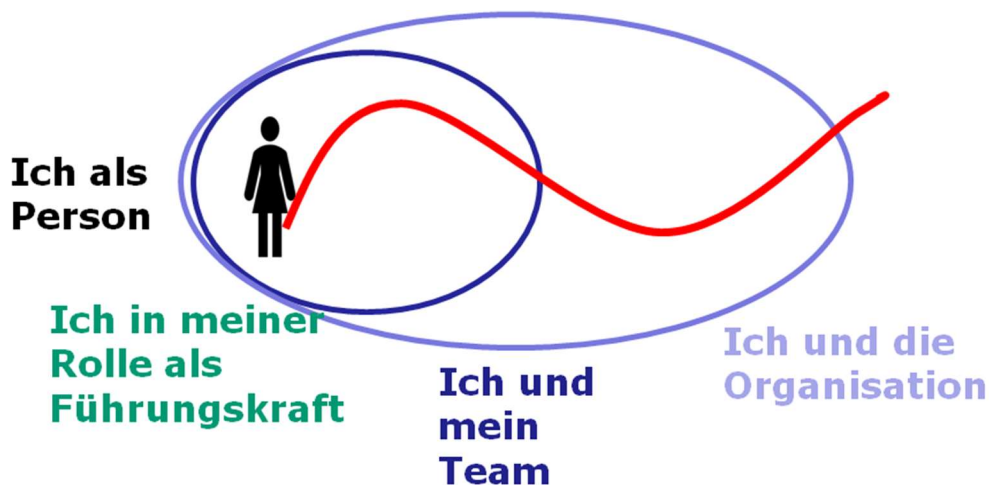 Ich als
Person
Ich in meiner
Rolle als
Führungskraft
Ich und
mein
Team
Ich und die
Organisation